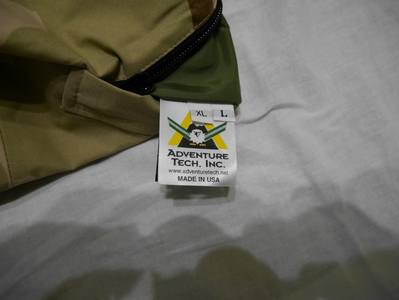 XL L
ADVENTURE
TECH, INC.
www.adventuretech.net
MADE IN USA